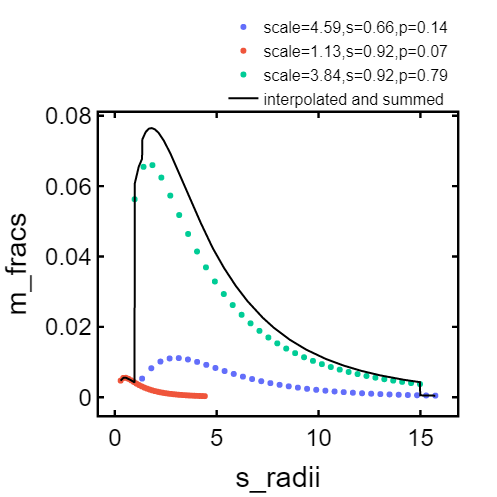 scale=4.59,s=0.66,p=0.14
scale=1.13,s=0.92,p=0.07
scale=3.84,s=0.92,p=0.79
interpolated and summed
0.08
0.06
0.04
0.02
0
m_fracs
0 5 10 15
s_radii